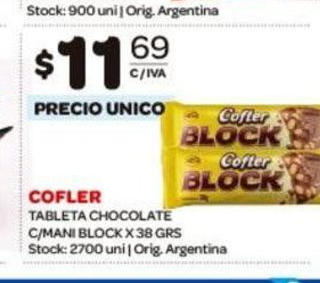 Stock: 900 uni | Orig. Argentina
$11 69
C/IVA
PRECIO UNICO
Cofler
BLOCK
Cofler
BLOCK
COFLER
TABLETA CHOCOLATE
C/MANI BLOCK X 38 GRS
Stock: 2700 uni | Orig. Argentina